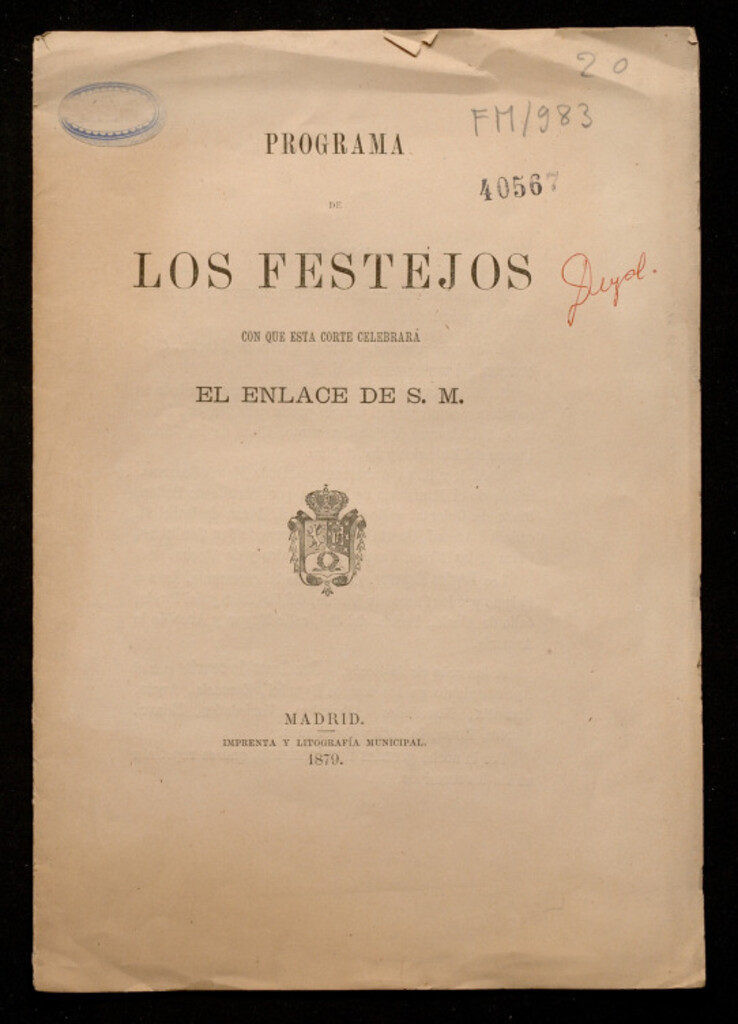 20
FM/983
PROGRAMA
40567
DE
LOS FESTEJOS
CON QUE ESTA CORTE CELEBRARÁ
EL ENLACE DE S. M.
MADRID.
IMPRENTA Y LITOGRAFÍA MUNICIPAL.
1879.